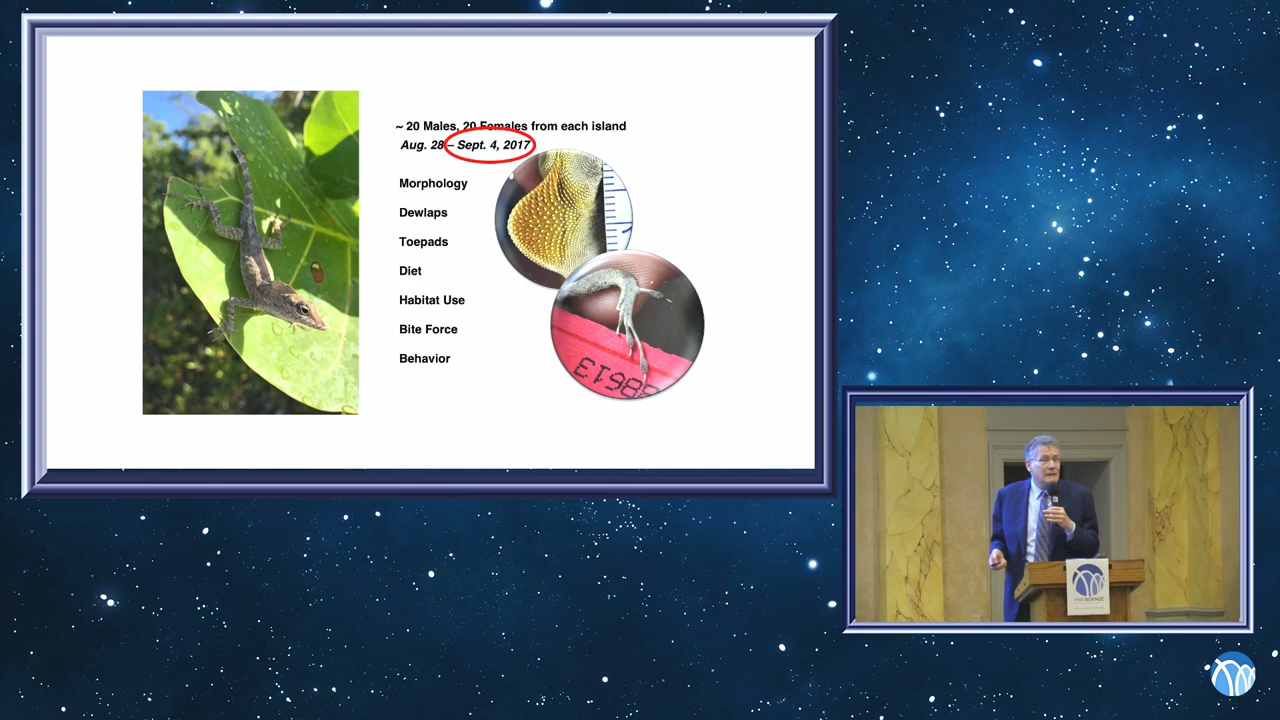 ~ 20 Males, 20 Females from each island
Aug. 28 – Sept. 4, 2017
Morphology
Dewlaps
Toepads
Diet
Habitat Use
Bite Force
Behavior